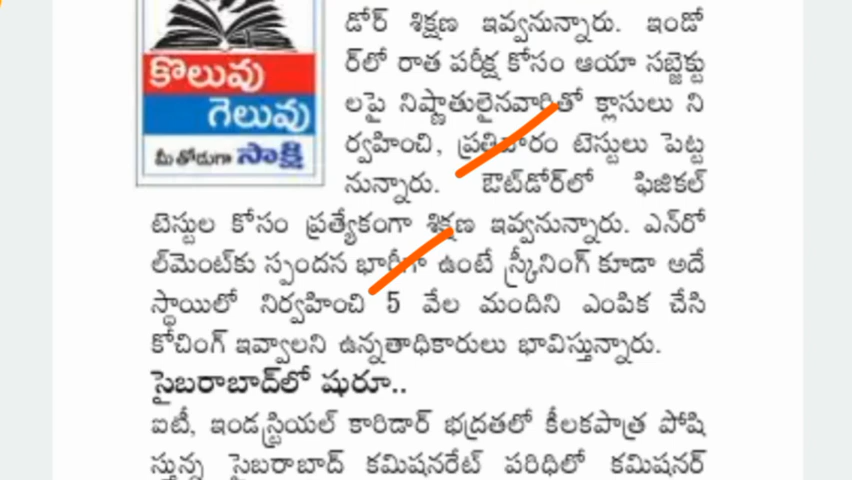 డోర్ శిక్షణ ఇవ్వనున్నారు. ఇండో
ర్‌లో రాత పరీక్ష కోసం ఆయా సబ్జెక్టు
లపై నిష్ణాతులైనవారితో క్లాసులు ని
ర్వహించి, ప్రతివారం టెస్టులు పెట్ట
నున్నారు. ఔట్‌డోర్‌లో ఫిజికల్
కొలువు
గెలువు
మీ తోడుగా సాక్షి
టెస్టుల కోసం ప్రత్యేకంగా శిక్షణ ఇవ్వనున్నారు. ఎన్‌రో
ల్‌మెంట్‌కు స్పందన భారీగా ఉంటే స్క్రీనింగ్ కూడా అదే
స్థాయిలో నిర్వహించి 5 వేల మందిని ఎంపిక చేసి
కోచింగ్ ఇవ్వాలని ఉన్నతాధికారులు భావిస్తున్నారు.
సైబరాబాద్‌లో షురూ..
ఐటీ, ఇండస్ట్రియల్ కారిడార్ భద్రతలో కీలకపాత్ర పోషి
స్తున్న సైబరాబాద్ కమిషనరేట్ పరిధిలో కమిషనర్